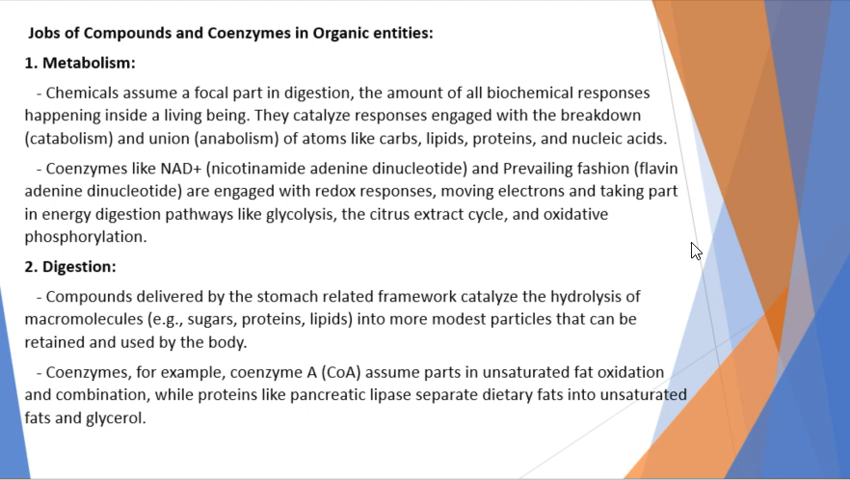 Jobs of Compounds and Coenzymes in Organic entities:
1. Metabolism:
- Chemicals assume a focal part in digestion, the amount of all biochemical responses
happening inside a living being. They catalyze responses engaged with the breakdown
(catabolism) and union (anabolism) of atoms like carbs, lipids, proteins, and nucleic acids.
- Coenzymes like NAD+ (nicotinamide adenine dinucleotide) and Prevailing fashion (flavin
adenine dinucleotide) are engaged with redox responses, moving electrons and taking part
in energy digestion pathways like glycolysis, the citrus extract cycle, and oxidative
phosphorylation.
2. Digestion:
- Compounds delivered by the stomach related framework catalyze the hydrolysis of
macromolecules (e.g., sugars, proteins, lipids) into more modest particles that can be
retained and used by the body.
- Coenzymes, for example, coenzyme A (CoA) assume parts in unsaturated fat oxidation
and combination, while proteins like pancreatic lipase separate dietary fats into unsaturated
fats and glycerol.